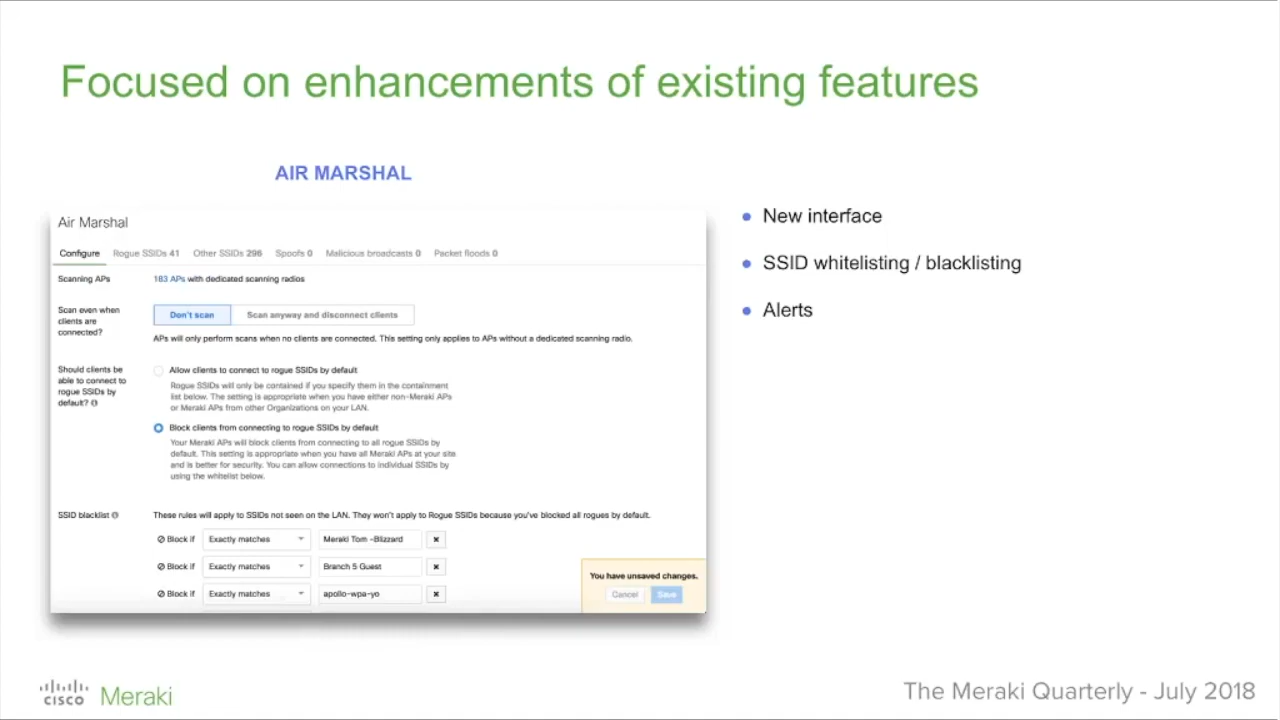 Focused on enhancements of existing features
AIR MARSHAL
Air Marshal
Configure Rogue SSIDs 41 Other SSIDs 296 Spoofs 0 Malicious broadcasts 0 Packet floods 0
Scanning APs
183 APs with dedicated scanning radios
Scan even when
clients are
connected?
Don't scan
Scan anyway and disconnect clients
APs will only perform scans when no clients are connected. This setting only applies to APs without a dedicated scanning radio.
Should clients be
able to connect to
rogue SSIDs by
default?
Allow clients to connect to rogue SSIDs by default
Rogue SSIDs will only be contained if you specify them in the containment
list below. The setting is appropriate when you have either non-Meraki APs
or Meraki APs from other Organizations on your LAN.
Block clients from connecting to rogue SSIDs by default
Your Meraki APs will block clients from connecting to all rogue SSIDs by
default. This setting is appropriate when you have all Meraki APs at your site
and is better for security. You can allow connections to individual SSIDs by
using the whitelist below.
SSID blacklist
These rules will apply to SSIDs not seen on the LAN. They won't apply to Rogue SSIDs because you've blocked all rogues by default.
Block if Exactly matches Meraki Tom -Blizzard
Block if Exactly matches Branch 5 Guest
Block if Exactly matches apollo-wpa-yo
You have unsaved changes.
Cancel Save
New interface
SSID whitelisting / blacklisting
Alerts
CISCO Meraki
The Meraki Quarterly - July 2018